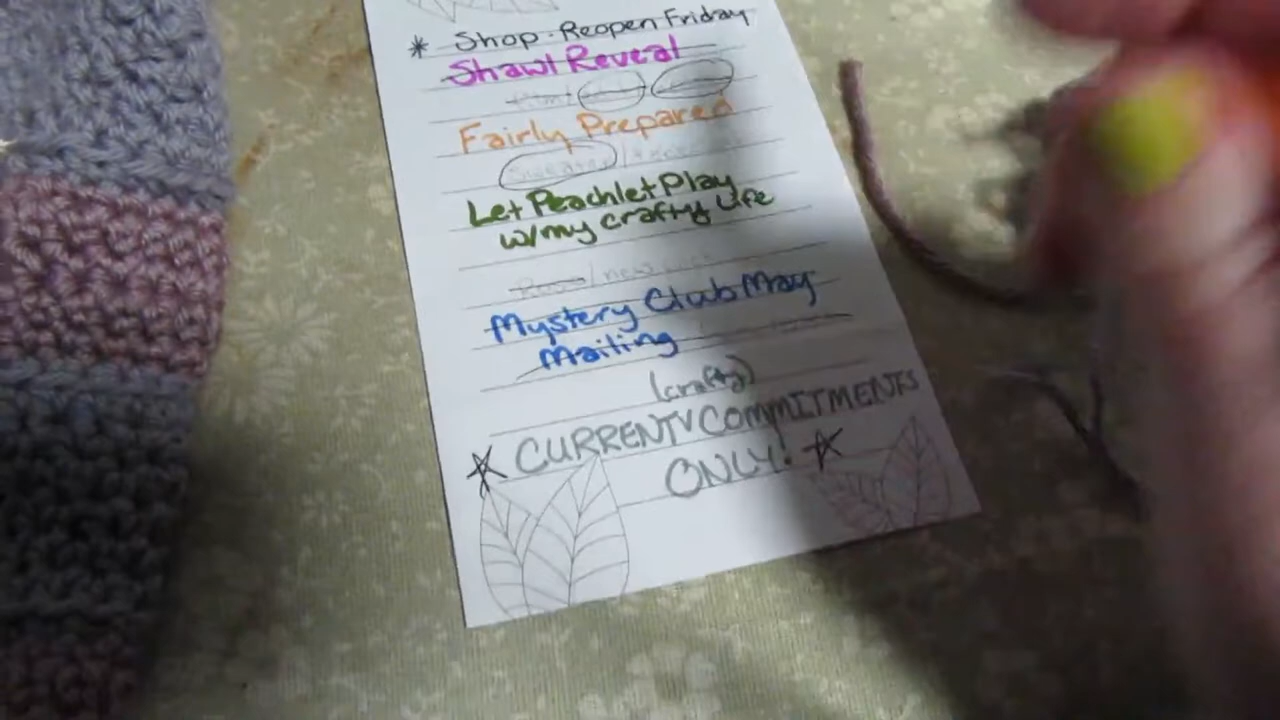 * Shop - Reopen Friday
Shawl Reveal
Fairly Prepared
Let Peachlet Play
w/my crafty Life
Mystery Club May
Mailing
(crafty)
CURRENT COMMITMENTS
ONLY!